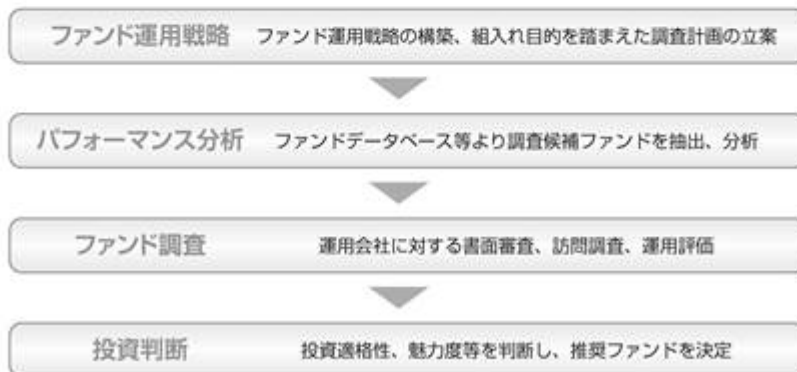 ファンド運用戦略 ファンド運用戦略の構築、組入れ目的を踏まえた調査計画の立案
パフォーマンス分析 ファンドデータベース等より調査候補ファンドを抽出、分析
ファンド調査 運用会社に対する書面審査、訪問調査、運用評価
投資判断 投資適格性、魅力度等を判断し、推奨ファンドを決定